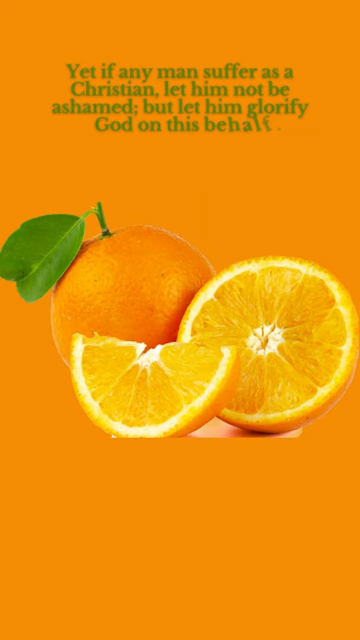 Yet if any man suffer as a
Christian, let him not be
ashamed; but let him glorify
God on this behalf.